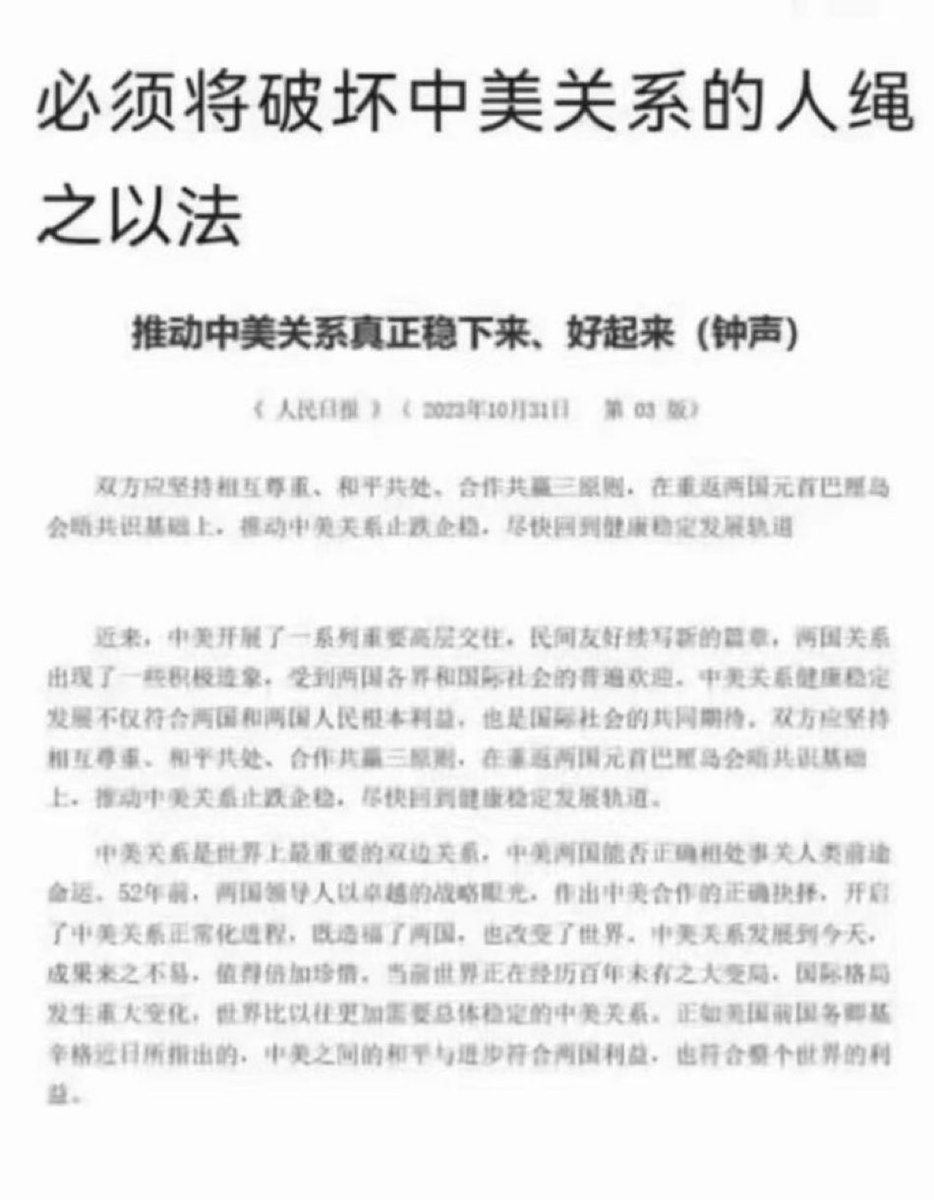 必须将破坏中美关系的人绳
之以法
推动中美关系真正稳下来、好起来（钟声）
《 人民日报 》（ 2023年10月31日 第 03 版）
双方应坚持相互尊重、和平共处、合作共赢三原则，在重返两国元首巴厘岛
会晤共识基础上，推动中美关系止跌企稳，尽快回到健康稳定发展轨道
近来，中美开展了一系列重要高层交往，民间友好续写新的篇章，两国关系
出现了一些积极迹象，受到两国各界和国际社会的普遍欢迎。中美关系健康稳定
发展不仅符合两国和两国人民根本利益，也是国际社会的共同期待。双方应坚持
相互尊重、和平共处、合作共赢三原则，在重返两国元首巴厘岛会晤共识基础
上，推动中美关系止跌企稳，尽快回到健康稳定发展轨道。
中美关系是世界上最重要的双边关系，中美两国能否正确相处事关人类前途
命运。52年前，两国领导人以卓越的战略眼光，作出中美合作的正确抉择，开启
了中美关系正常化进程，既造福了两国，也改变了世界。中美关系发展到今天，
成果来之不易，值得倍加珍惜。当前世界正在经历百年未有之大变局，国际格局
发生重大变化，世界比以往更加需要总体稳定的中美关系。正如美国前国务卿基
辛格近日所指出的，中美之间的和平与进步符合两国利益，也符合整个世界的利
益。